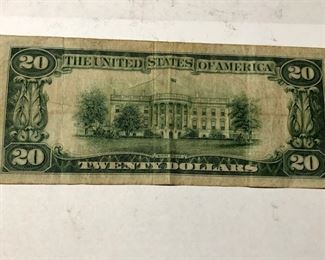 20 THE UNITED STATES OF AMERICA 20
20 TWENTY DOLLARS 20